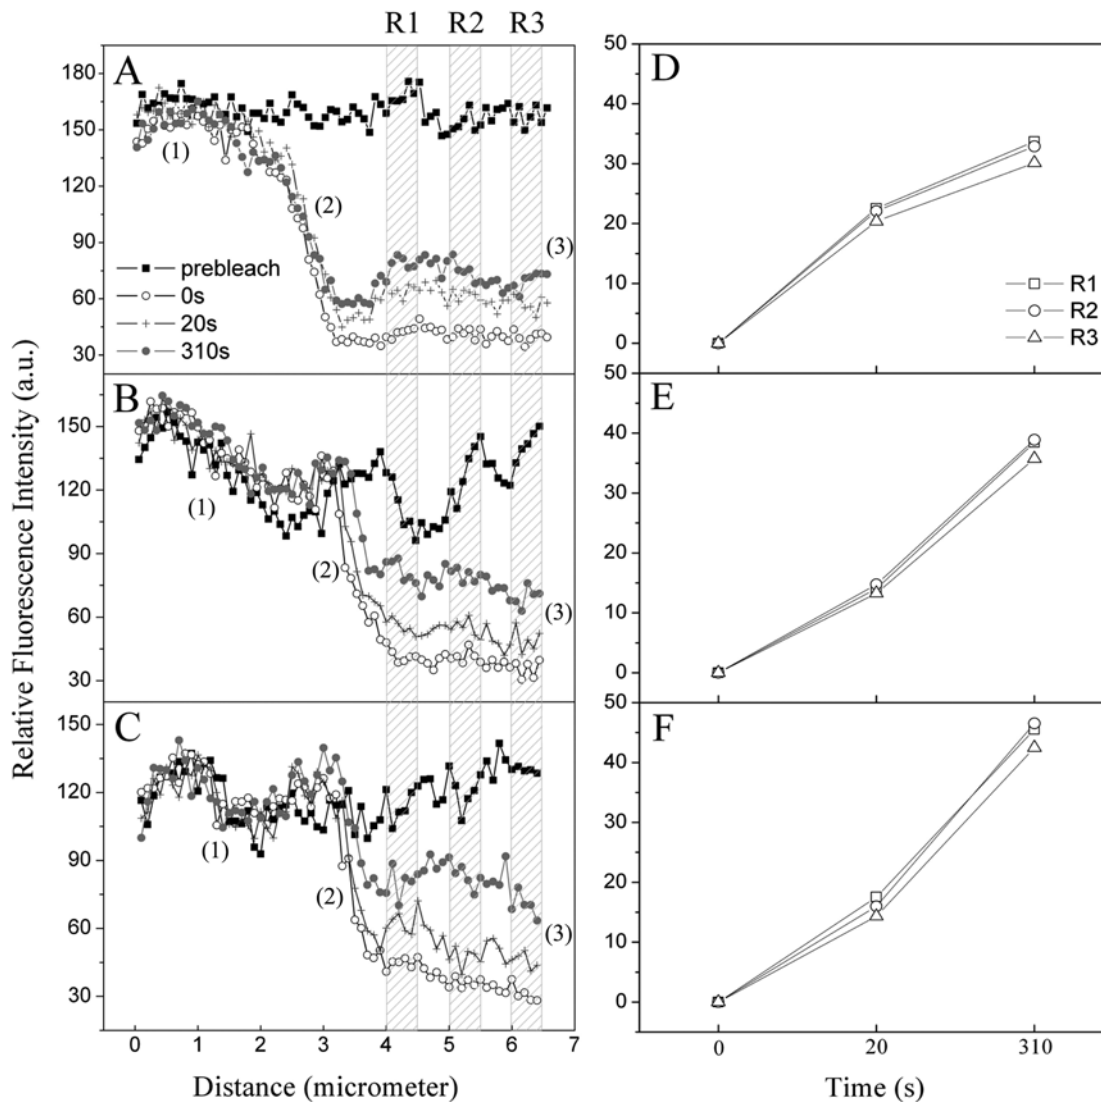 R1 R2 R3
A
180
150
120
90
60
30
(1)
(2)
(3)
prebleach
0s
20s
310s
B
150
120
90
60
30
(1)
(2)
(3)
C
150
120
90
60
30
(1)
(2)
(3)
0 1 2 3 4 5 6 7
Distance (micrometer)
Relative Fluorescence Intensity (a.u.)
D
50
40
30
20
10
0
R1
R2
R3
E
50
40
30
20
10
0
F
50
40
30
20
10
0
0 20 310
Time (s)